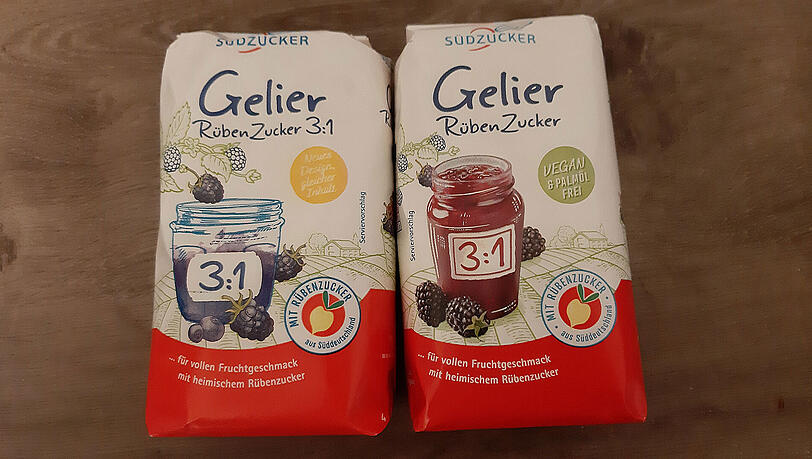 SÜDZUCKER
Gelier
RübenZucker 3:1
Neues
Design,
gleicher
Inhalt.
Serviervorschlag
3:1
MIT RÜBENZUCKER
aus Süddeutschland
... für vollen Fruchtgeschmack
mit heimischem Rübenzucker
SÜDZUCKER
Gelier
RübenZucker
VEGAN
& PALMÖL
FREI
Serviervorschlag
3:1
MIT RÜBENZUCKER
aus Süddeutschland
... für vollen Fruchtgeschmack
mit heimischem Rübenzucker